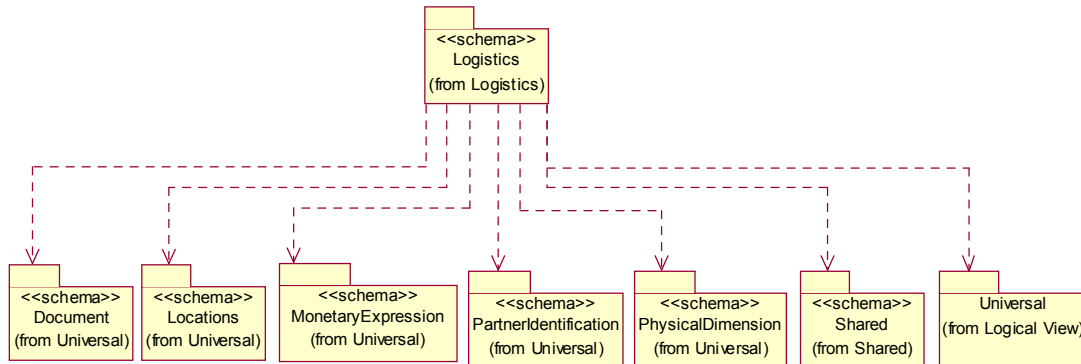 <<schema>>
Logistics
(from Logistics)
<<schema>>
Document
(from Universal)
<<schema>>
Locations
(from Universal)
<<schema>>
MonetaryExpression
(from Universal)
<<schema>>
PartnerIdentification
(from Universal)
<<schema>>
PhysicalDimension
(from Universal)
<<schema>>
Shared
(from Shared)
Universal
(from Logical View)